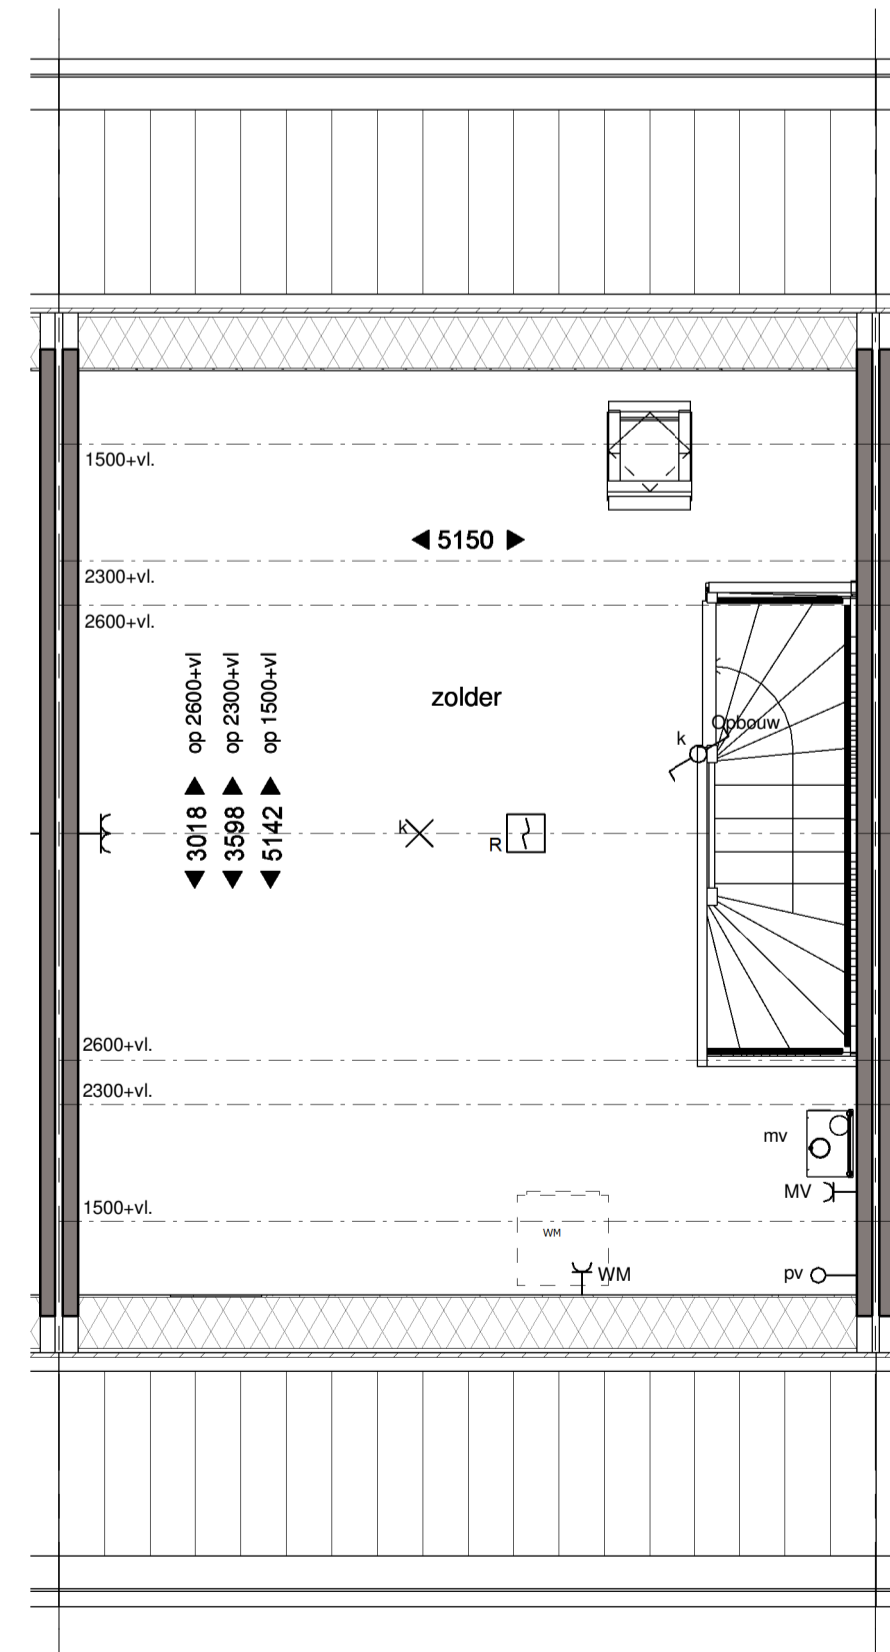 1500+vl.
5150
2300+vl.
2600+vl.
op 2600+vl
op 2300+vl
op 1500+vl
zolder
Opbouw
k
3018
3598
5142
k
R
2600+vl.
2300+vl.
mv
MV
1500+vl.
WM
WM
pv